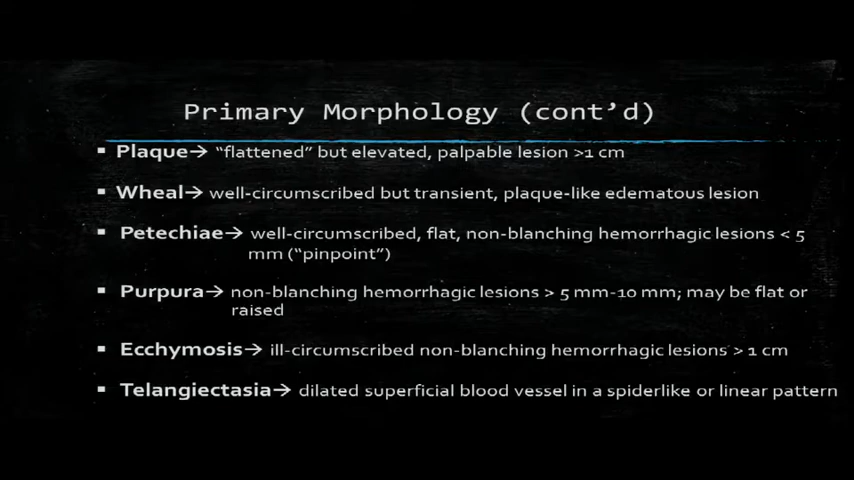 Primary Morphology (cont’d)
▪ Plaque→ “flattened” but elevated, palpable lesion >1 cm
▪ Wheal→ well-circumscribed but transient, plaque-like edematous lesion
▪ Petechiae→ well-circumscribed, flat, non-blanching hemorrhagic lesions < 5
mm (“pinpoint”)
▪ Purpura→ non-blanching hemorrhagic lesions > 5 mm-10 mm; may be flat or
raised
▪ Ecchymosis→ ill-circumscribed non-blanching hemorrhagic lesions > 1 cm
▪ Telangiectasia→ dilated superficial blood vessel in a spiderlike or linear pattern